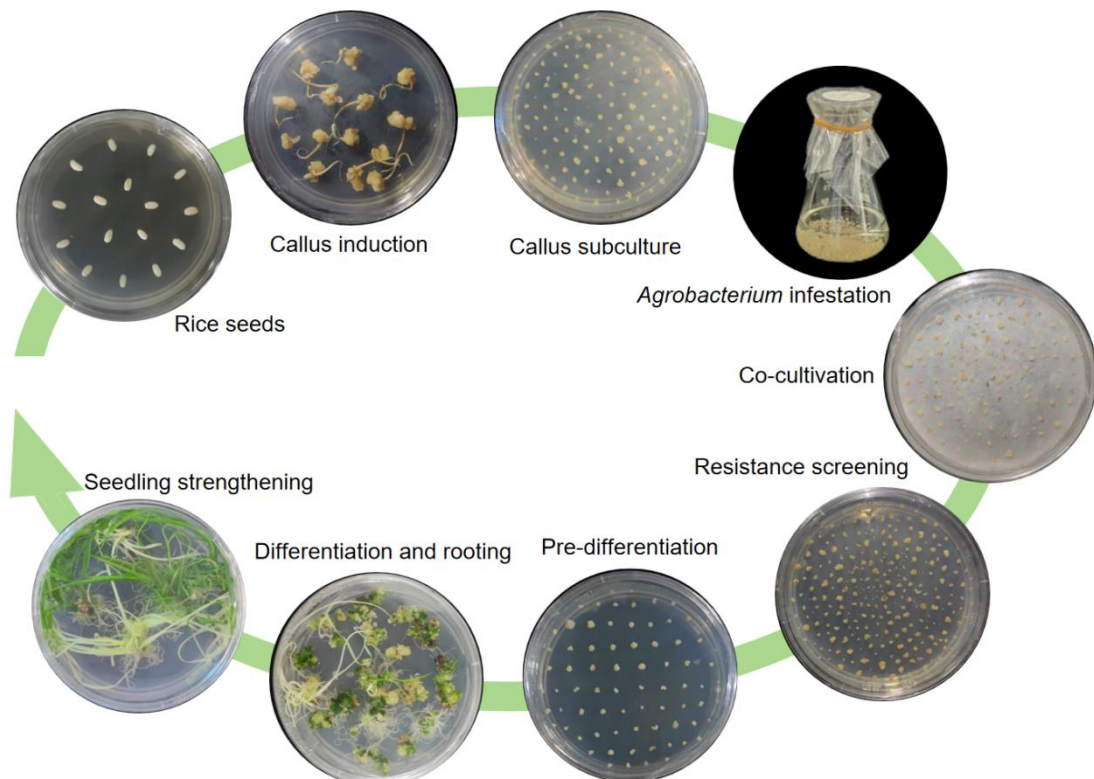 Rice seeds
Callus induction
Callus subculture
Agrobacterium infestation
Co-cultivation
Resistance screening
Pre-differentiation
Differentiation and rooting
Seedling strengthening